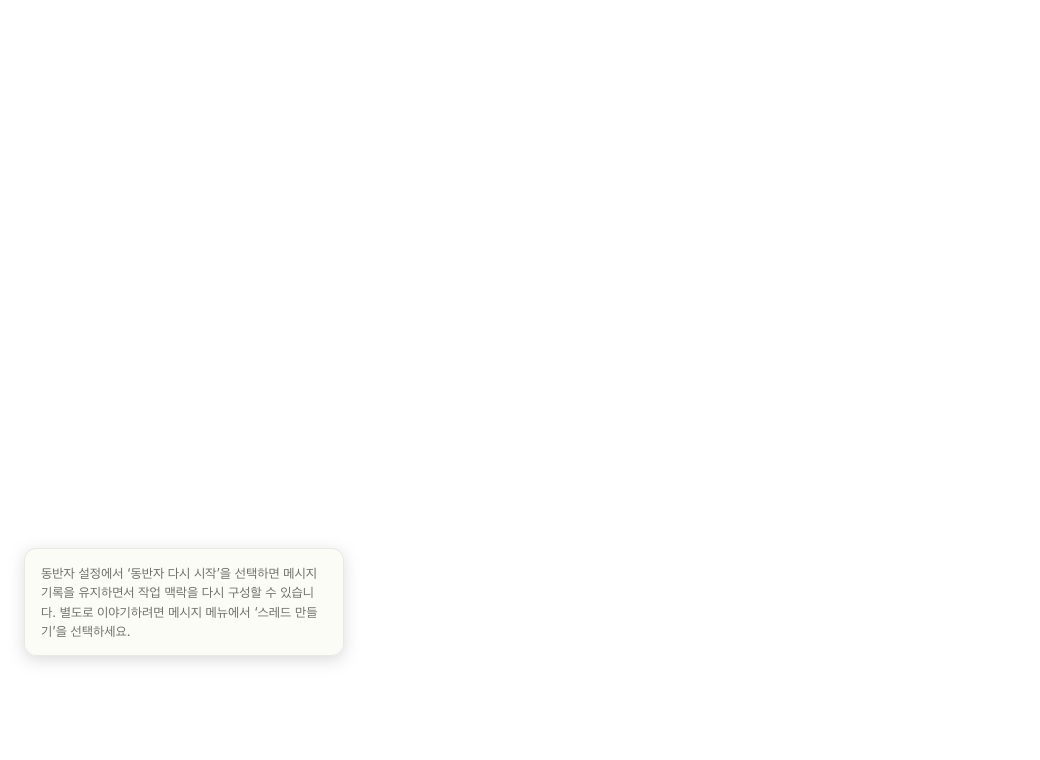 동반자 설정에서 ‘동반자 다시 시작’을 선택하면 메시지
기록을 유지하면서 작업 맥락을 다시 구성할 수 있습니
다. 별도로 이야기하려면 메시지 메뉴에서 ‘스레드 만들
기’을 선택하세요.